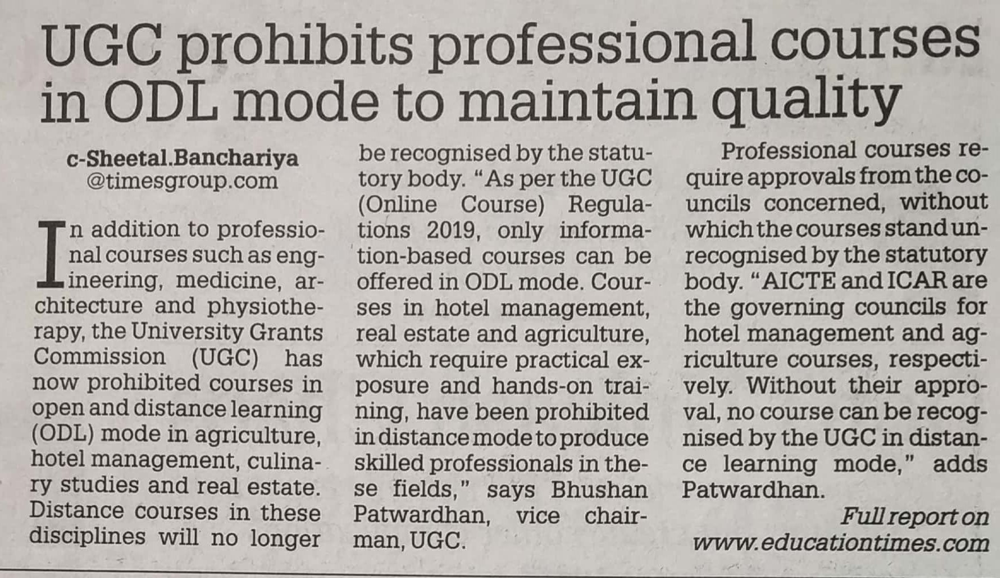 UGC prohibits professional courses
in ODL mode to maintain quality
c-Sheetal.Banchariya
@timesgroup.com
In addition to professio-
nal courses such as eng-
ineering, medicine, ar-
chitecture and physiothe-
rapy, the University Grants
Commission (UGC) has
now prohibited courses in
open and distance learning
(ODL) mode in agriculture,
hotel management, culina-
ry studies and real estate.
Distance courses in these
disciplines will no longer
be recognised by the statu-
tory body. “As per the UGC
(Online Course) Regula-
tions 2019, only informa-
tion-based courses can be
offered in ODL mode. Cour-
ses in hotel management,
real estate and agriculture,
which require practical ex-
posure and hands-on trai-
ning, have been prohibited
in distance mode to produce
skilled professionals in the-
se fields,” says Bhushan
Patwardhan, vice chair-
man, UGC.
Professional courses re-
quire approvals from the co-
uncils concerned, without
which the courses stand un-
recognised by the statutory
body. “AICTE and ICAR are
the governing councils for
hotel management and ag-
riculture courses, respecti-
vely. Without their appro-
val, no course can be recog-
nised by the UGC in distan-
ce learning mode,” adds
Patwardhan.
Full report on
www.educationtimes.com